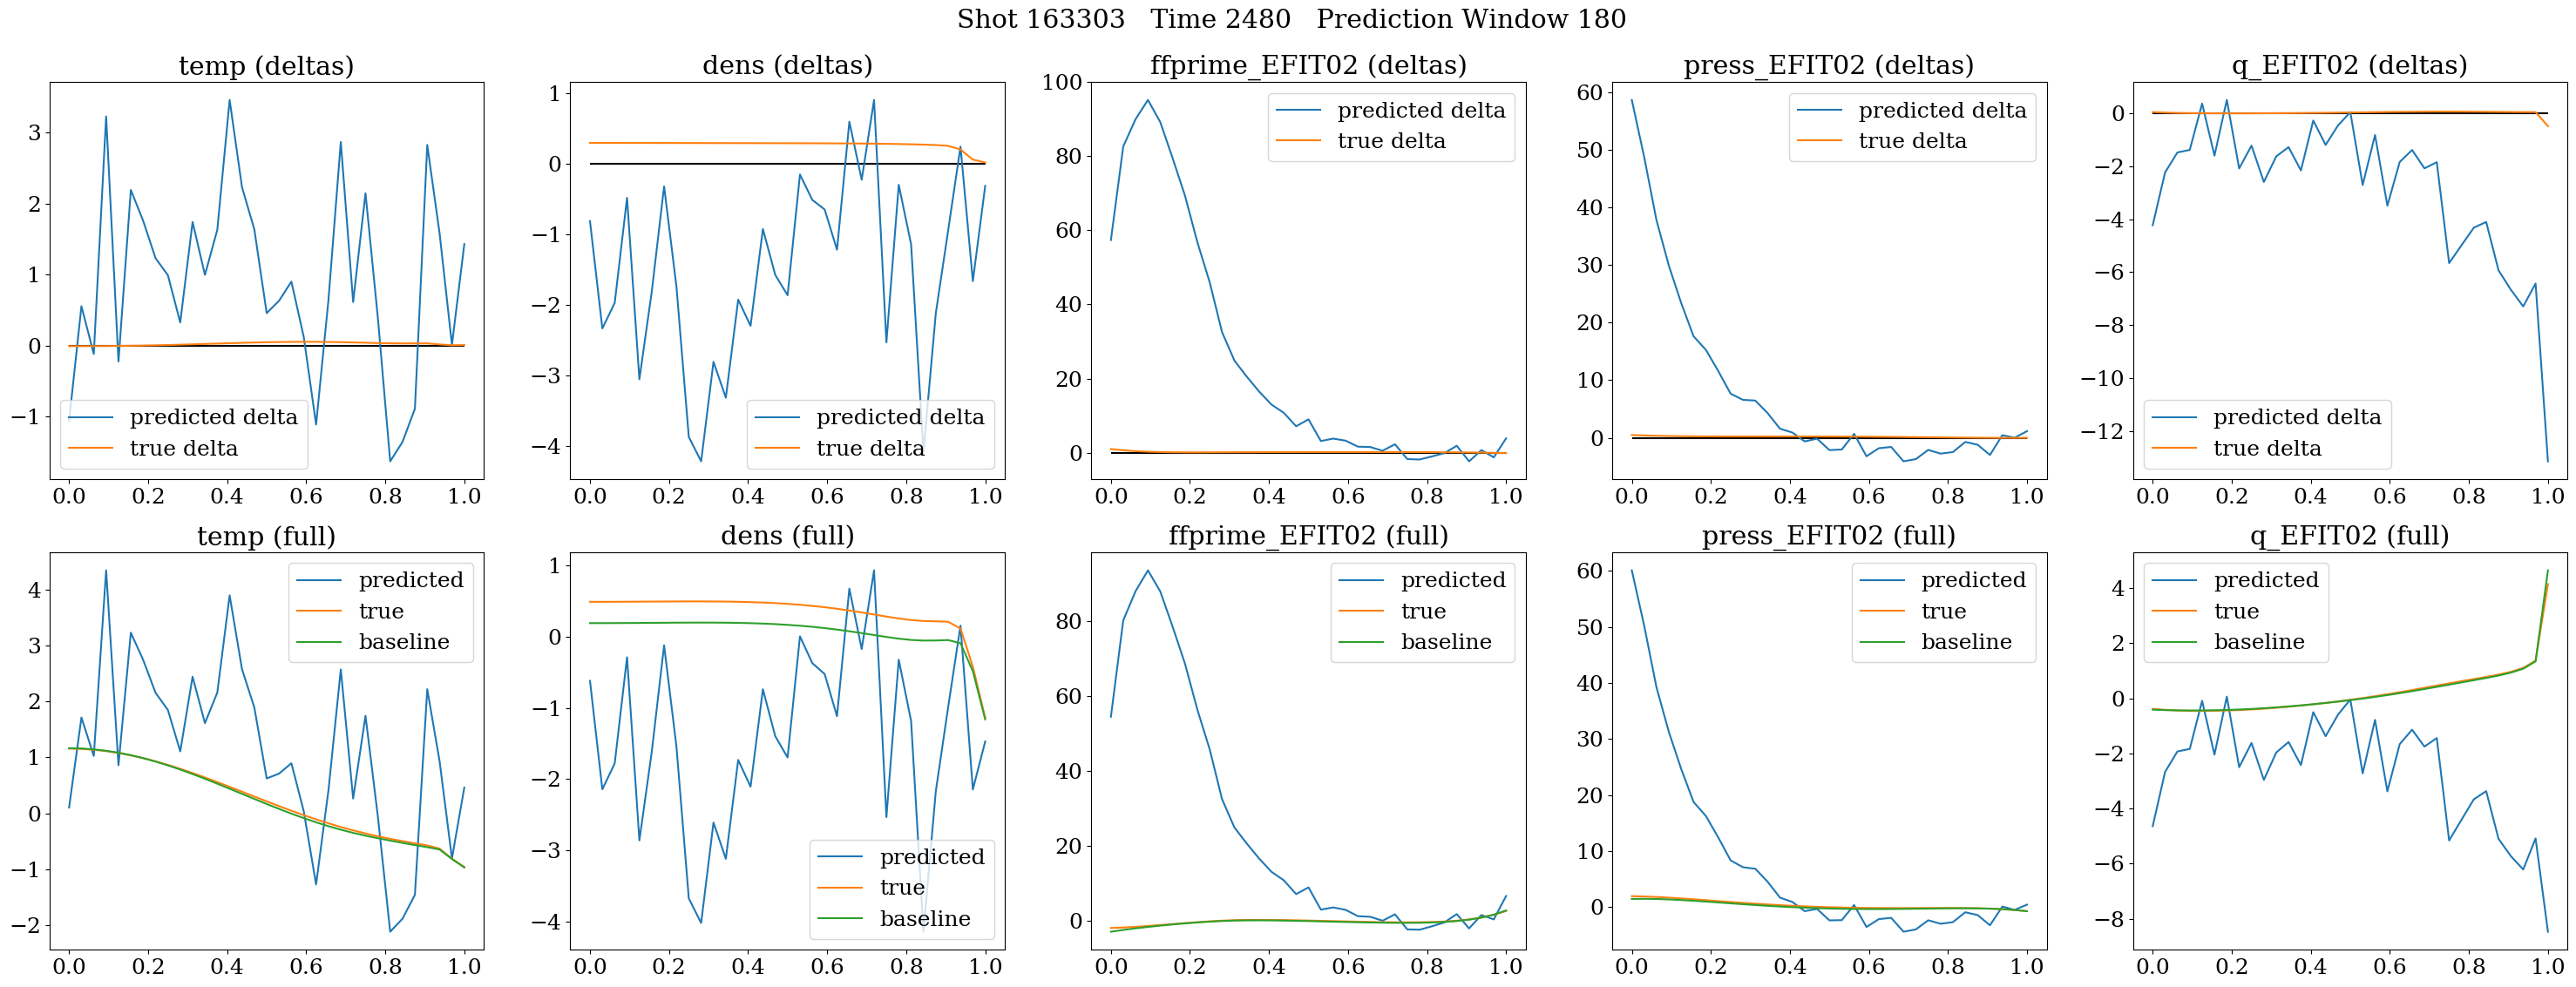 Shot 163303   Time 2480   Prediction Window 180
temp (deltas)
3
2
1
0
−1
0.0 0.2 0.4 0.6 0.8 1.0
predicted delta
true delta
dens (deltas)
1
0
−1
−2
−3
−4
0.0 0.2 0.4 0.6 0.8 1.0
predicted delta
true delta
ffprime_EFIT02 (deltas)
100
80
60
40
20
0
0.0 0.2 0.4 0.6 0.8 1.0
predicted delta
true delta
press_EFIT02 (deltas)
60
50
40
30
20
10
0
0.0 0.2 0.4 0.6 0.8 1.0
predicted delta
true delta
q_EFIT02 (deltas)
0
−2
−4
−6
−8
−10
−12
0.0 0.2 0.4 0.6 0.8 1.0
predicted delta
true delta
temp (full)
4
3
2
1
0
−1
−2
0.0 0.2 0.4 0.6 0.8 1.0
predicted
true
baseline
dens (full)
1
0
−1
−2
−3
−4
0.0 0.2 0.4 0.6 0.8 1.0
predicted
true
baseline
ffprime_EFIT02 (full)
80
60
40
20
0
0.0 0.2 0.4 0.6 0.8 1.0
predicted
true
baseline
press_EFIT02 (full)
60
50
40
30
20
10
0
0.0 0.2 0.4 0.6 0.8 1.0
predicted
true
baseline
q_EFIT02 (full)
4
2
0
−2
−4
−6
−8
0.0 0.2 0.4 0.6 0.8 1.0
predicted
true
baseline